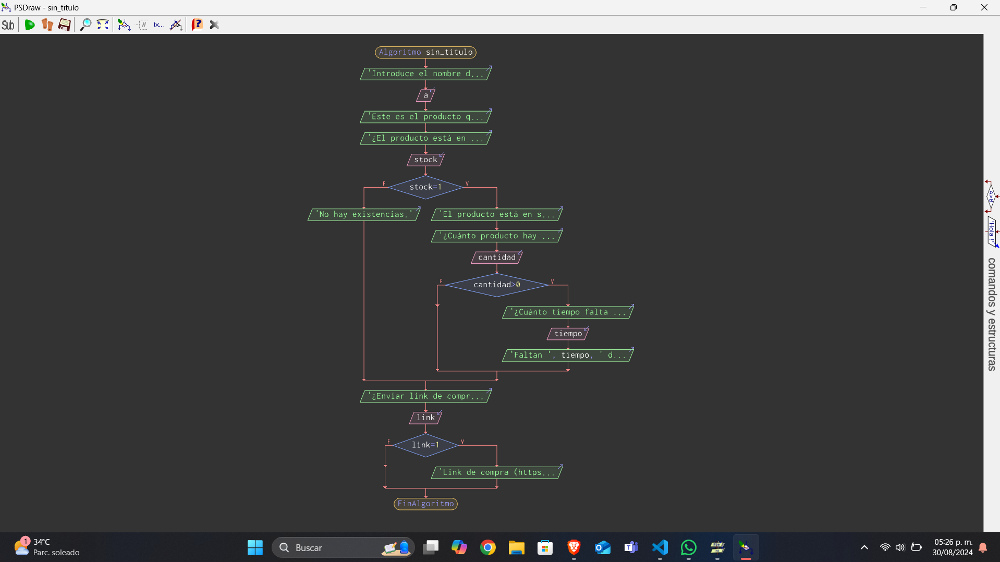 PSDraw - sin_titulo
Sub
tx...
Algoritmo sin_titulo
'Introduce el nombre d...
a
'Este es el producto q...
'¿El producto está en ...
stock
F
stock=1
V
'No hay existencias.'
'El producto está en s...
'¿Cuánto producto hay ...
cantidad
F
cantidad>0
V
'¿Cuánto tiempo falta ...
tiempo
'Faltan ', tiempo, ' d...
'¿Enviar link de compr...
link
F
link=1
V
'Link de compra (https...
FinAlgoritmo
A>B
'Hola !'
comandos y estructuras
1
34°C
Parc. soleado
Buscar
05:26 p. m.
30/08/2024